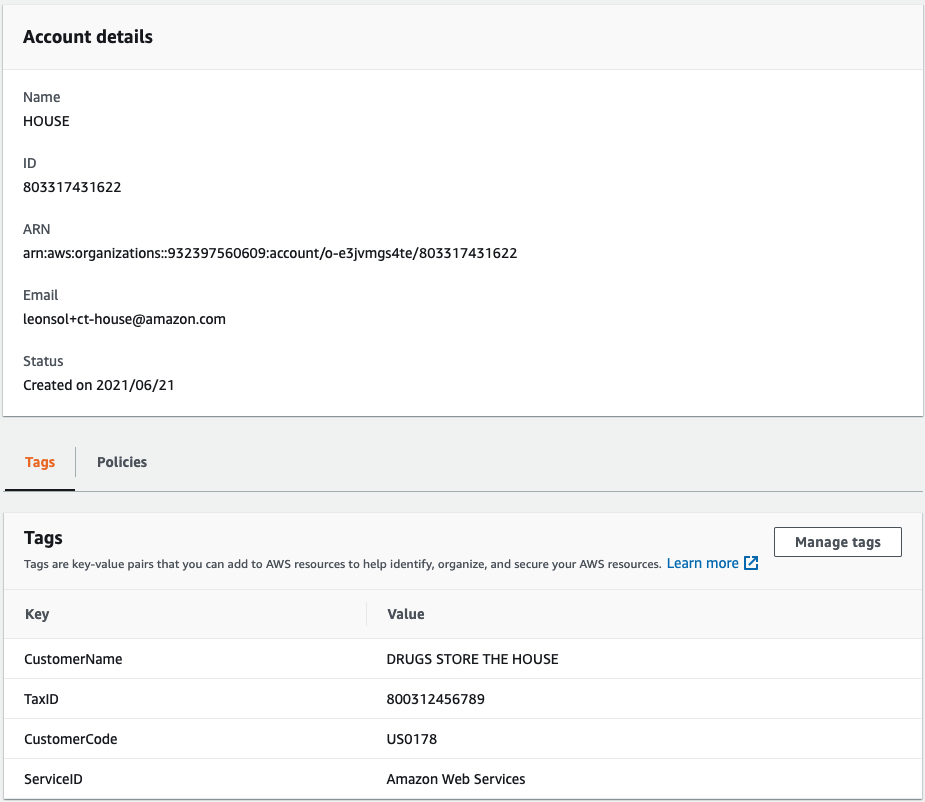 Account details
Name
HOUSE
ID
803317431622
ARN
arn:aws:organizations::932397560609:account/o-e3jvmgs4te/803317431622
Email
leonsol+ct-house@amazon.com
Status
Created on 2021/06/21
Tags Policies
Tags
Manage tags
Tags are key-value pairs that you can add to AWS resources to help identify, organize, and secure your AWS resources. Learn more
Key Value
CustomerName DRUGS STORE THE HOUSE
TaxID 800312456789
CustomerCode US0178
ServiceID Amazon Web Services